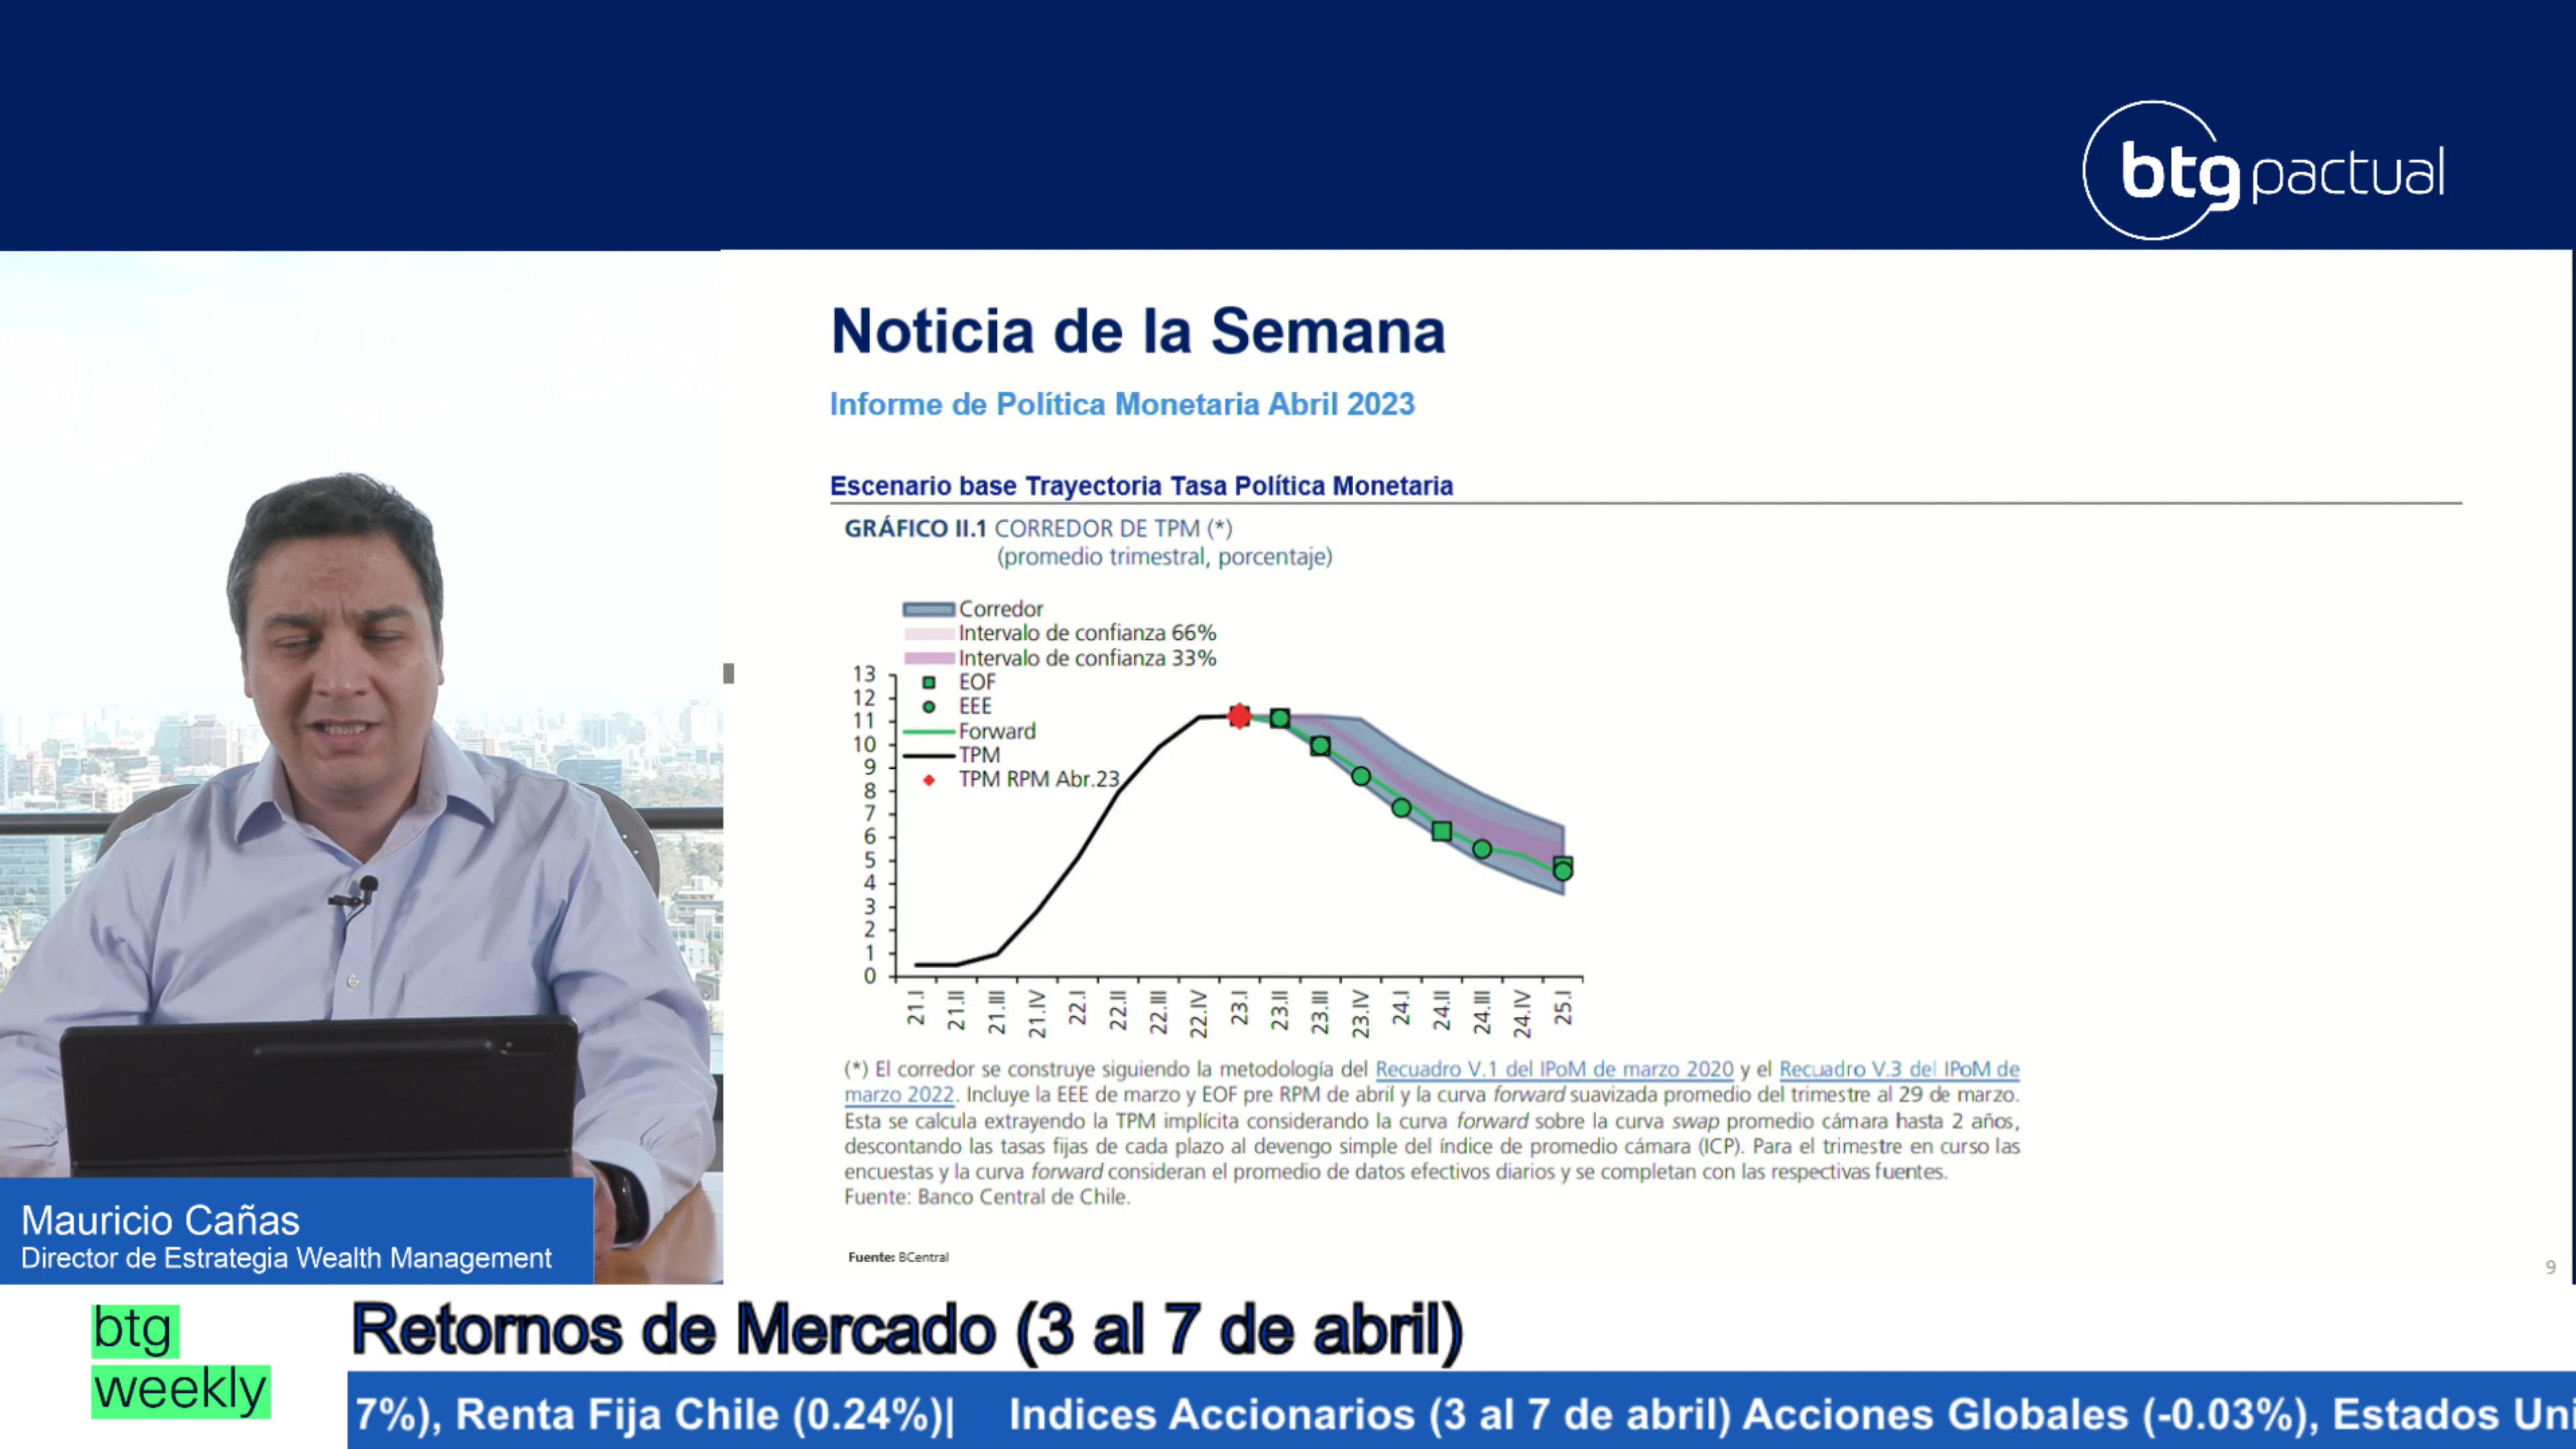 btg pactual
Noticia de la Semana
Informe de Política Monetaria Abril 2023
Escenario base Trayectoria Tasa Política Monetaria
GRÁFICO II.1 CORREDOR DE TPM (*)
(promedio trimestral, porcentaje)
Corredor
Intervalo de confianza 66%
Intervalo de confianza 33%
EOF
EEE
Forward
TPM
TPM RPM Abr.23
13
12
11
10
9
8
7
6
5
4
3
2
1
0
21.I
21.II
21.III
21.IV
22.I
22.II
22.III
22.IV
23.I
23.II
23.III
23.IV
24.I
24.II
24.III
24.IV
25.I
(*) El corredor se construye siguiendo la metodología del Recuadro V.1 del IPoM de marzo 2020 y el Recuadro V.3 del IPoM de
marzo 2022. Incluye la EEE de marzo y EOF pre RPM de abril y la curva forward suavizada promedio del trimestre al 29 de marzo.
Esta se calcula extrayendo la TPM implícita considerando la curva forward sobre la curva swap promedio cámara hasta 2 años,
descontando las tasas fijas de cada plazo al devengo simple del índice de promedio cámara (ICP). Para el trimestre en curso las
encuestas y la curva forward consideran el promedio de datos efectivos diarios y se completan con las respectivas fuentes.
Fuente: Banco Central de Chile.
Fuente: BCentral
9
Mauricio Cañas
Director de Estrategia Wealth Management
btg
weekly
Retornos de Mercado (3 al 7 de abril)
7%), Renta Fija Chile (0.24%)| Indices Accionarios (3 al 7 de abril) Acciones Globales (-0.03%), Estados Uni